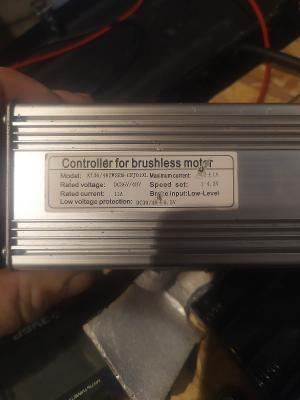 Controller for brushless motor
Model: Maximum current:
Rated voltage: DC36V/48V Speed set: 1-4.2V
Rated current: 11A Brake input:Low-Level
Low voltage protection: